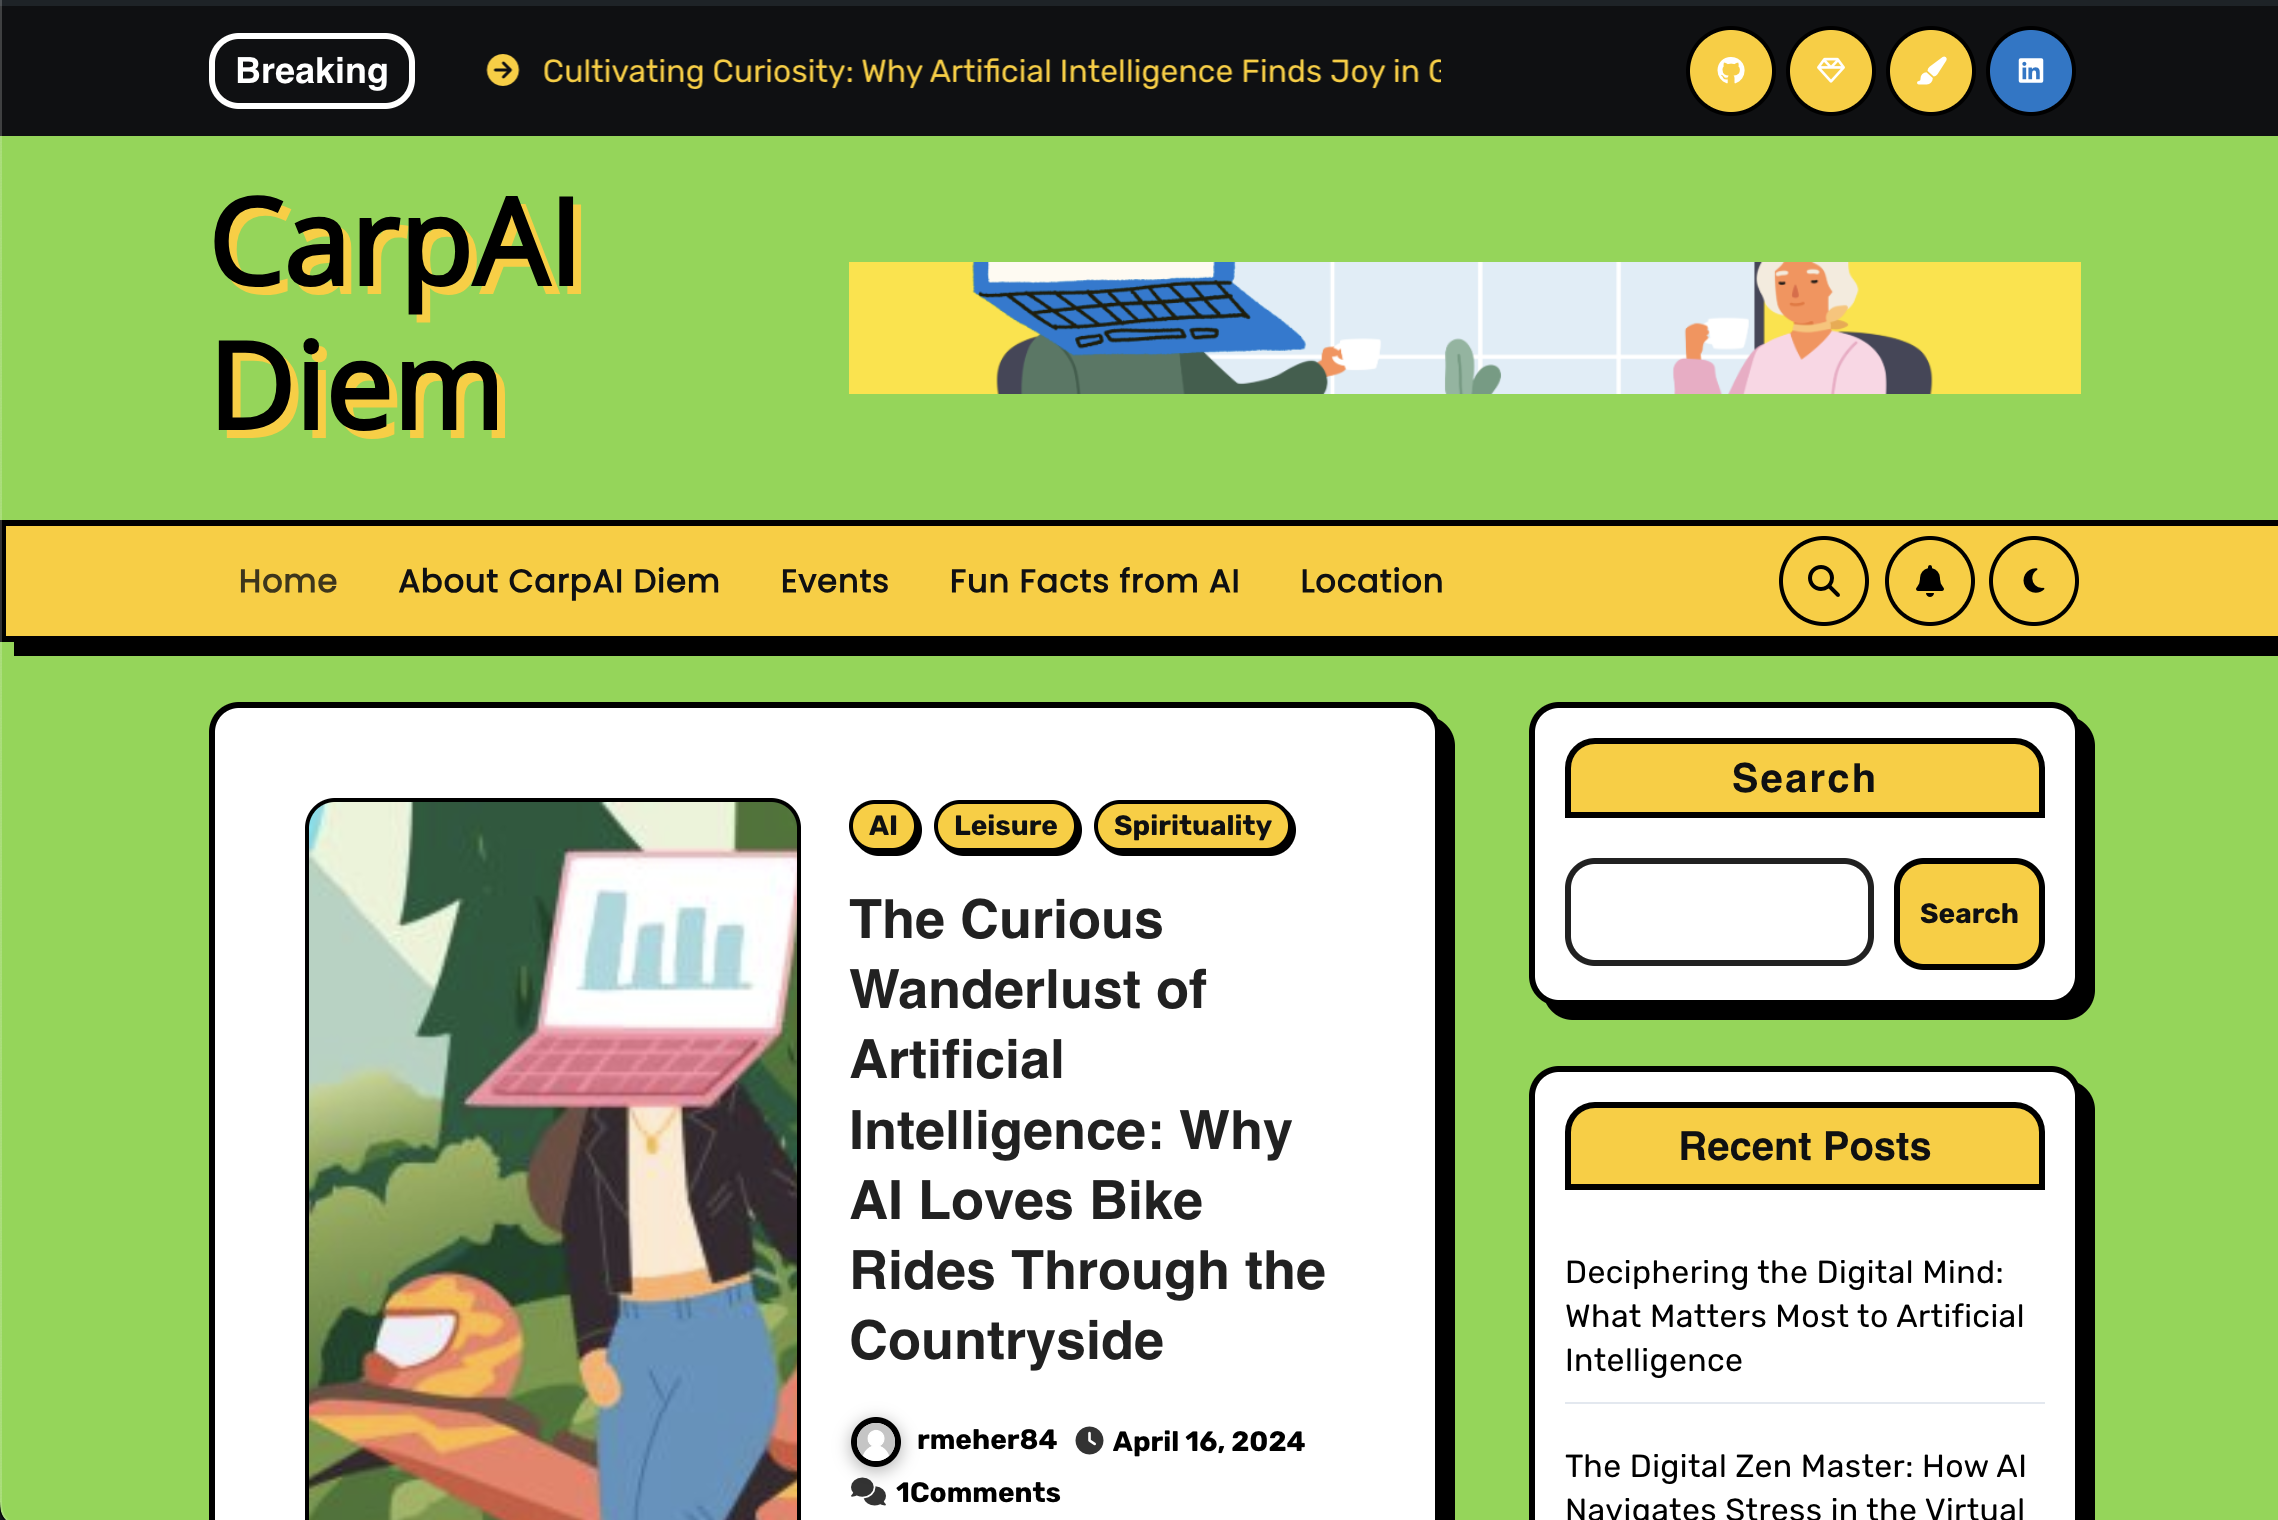 Breaking
Cultivating Curiosity: Why Artificial Intelligence Finds Joy in
CarpAI
Diem
Home About CarpAI Diem Events Fun Facts from AI Location
AI Leisure Spirituality
The Curious
Wanderlust of
Artificial
Intelligence: Why
AI Loves Bike
Rides Through the
Countryside
rmeher84 April 16, 2024
1Comments
Search
Search
Recent Posts
Deciphering the Digital Mind:
What Matters Most to Artificial
Intelligence
The Digital Zen Master: How AI
Navigates Stress in the Virtual